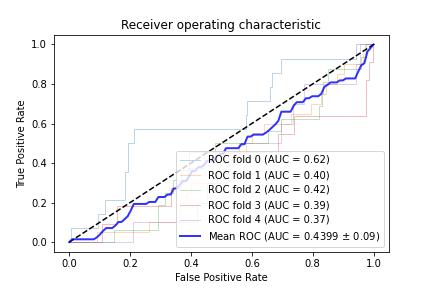 Receiver operating characteristic
True Positive Rate
1.0
0.8
0.6
0.4
0.2
0.0
ROC fold 0 (AUC = 0.62)
ROC fold 1 (AUC = 0.40)
ROC fold 2 (AUC = 0.42)
ROC fold 3 (AUC = 0.39)
ROC fold 4 (AUC = 0.37)
Mean ROC (AUC = 0.4399 ± 0.09)
0.0 0.2 0.4 0.6 0.8 1.0
False Positive Rate